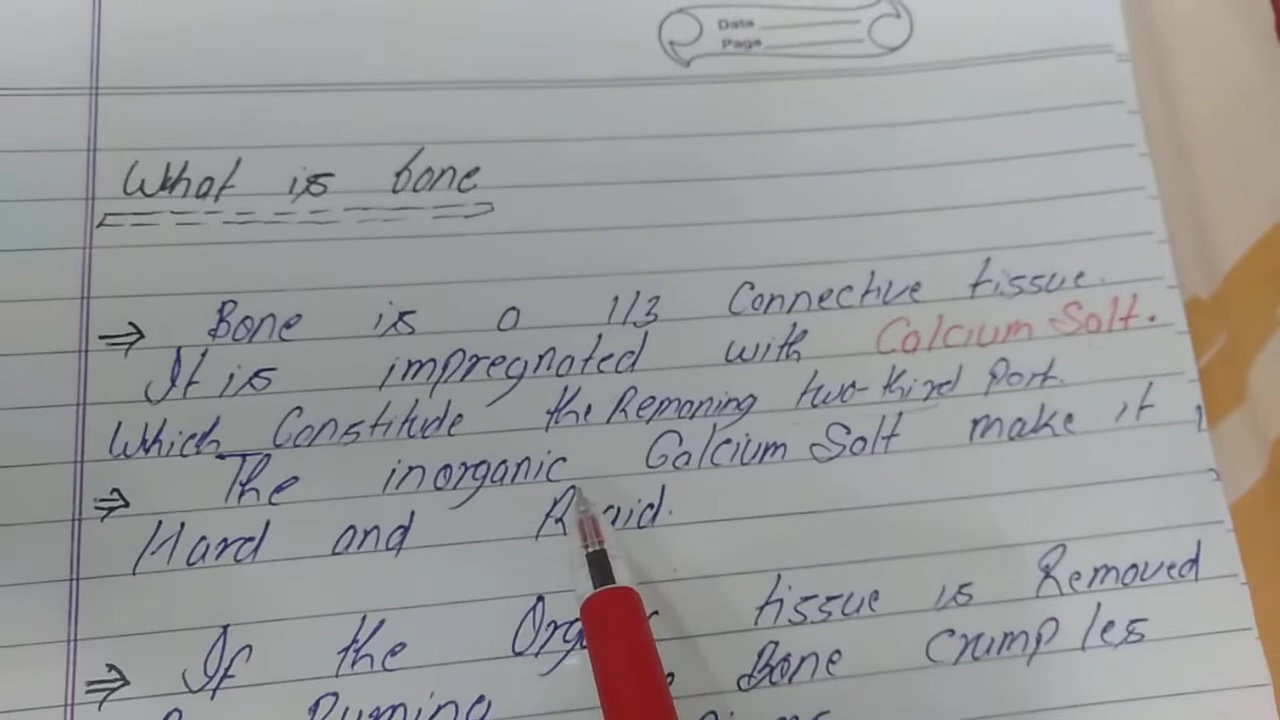 Date
Page
What is bone
⇒ Bone is a 1/3 Connective tissue.
It is impregnated with Calcium Salt.
Which Constitude the Remaning two-third Part.
⇒ The inorganic Calcium Salt make it
Hard and
⇒ If the tissue is Removed
Bone Crumples